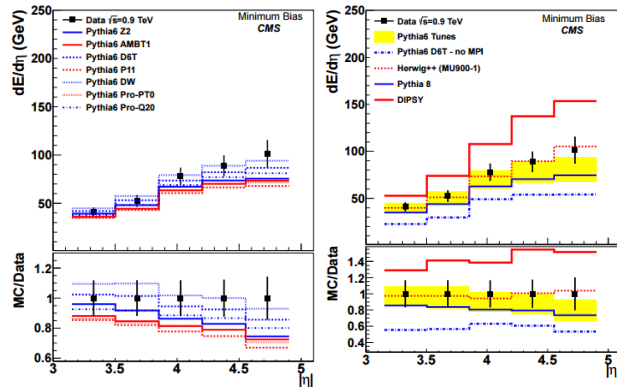 Minimum Bias
CMS
dE/dη [GeV]
250
200
150
100
50
Data √s=0.9 TeV
Pythia6 Z2
Pythia6 AMBT1
Pythia6 D6T
Pythia6 P11
Pythia6 DW
Pythia6 Pro-PT0
Pythia6 Pro-Q20
MC/Data
1.2
1
0.8
0.6
3
3.5
4
4.5
5
|η|
Minimum Bias
CMS
dE/dη [GeV]
250
200
150
100
50
Data √s=0.9 TeV
Pythia6 Tunes
Pythia6 D6T - no MPI
Herwig++ (MU900-1)
Pythia 8
DIPSY
MC/Data
1.4
1.2
1
0.8
0.6
0.4
3
3.5
4
4.5
5
|η|